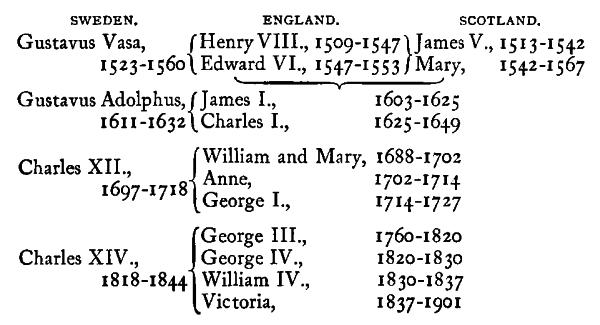 SWEDEN. ENGLAND. SCOTLAND.
Gustavus Vasa, Henry VIII., 1509-1547 James V., 1513-1542
1523-1560 Edward VI., 1547-1553 Mary, 1542-1567
Gustavus Adolphus, James I., 1603-1625
1611-1632 Charles I., 1625-1649
William and Mary, 1688-1702
Charles XII.,
1697-1718 Anne, 1702-1714
George I., 1714-1727
George III., 1760-1820
Charles XIV., George IV., 1820-1830
1818-1844 William IV., 1830-1837
Victoria, 1837-1901